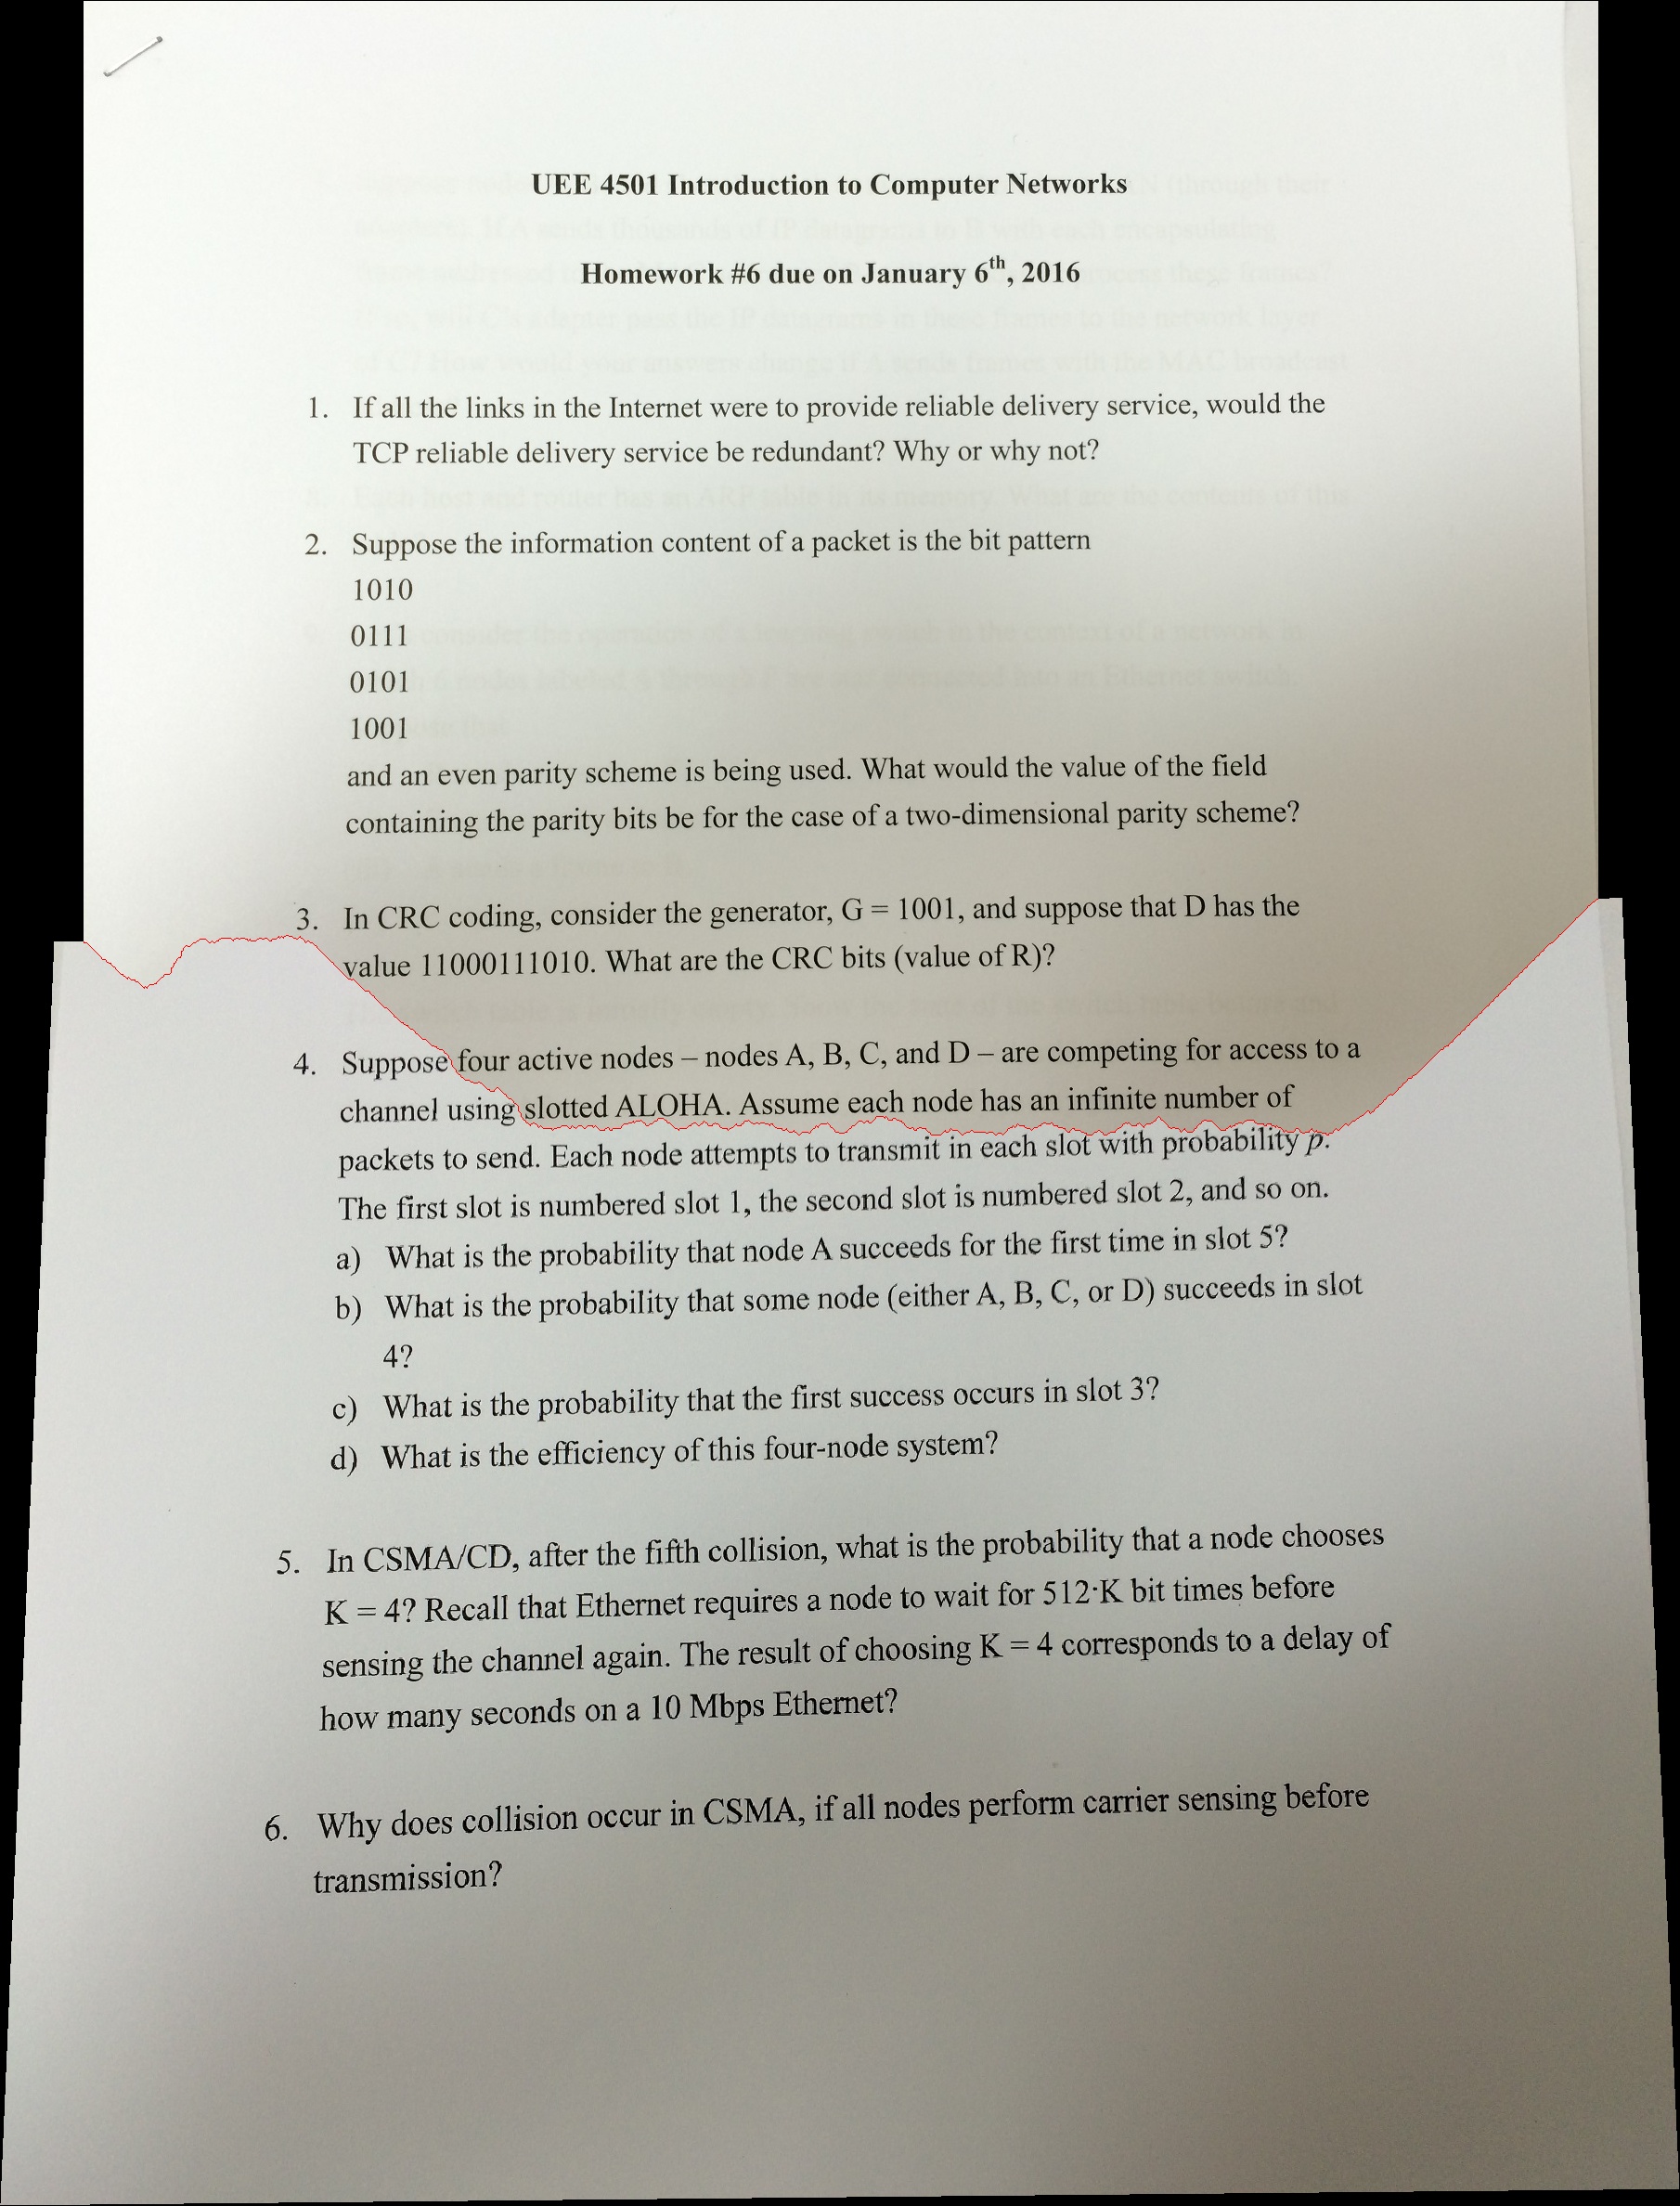 UEE 4501 Introduction to Computer Networks
Homework #6 due on January 6th, 2016
1. If all the links in the Internet were to provide reliable delivery service, would the
TCP reliable delivery service be redundant? Why or why not?
2. Suppose the information content of a packet is the bit pattern
1010
0111
0101
1001
and an even parity scheme is being used. What would the value of the field
containing the parity bits be for the case of a two-dimensional parity scheme?
3. In CRC coding, consider the generator, G = 1001, and suppose that D has the
value 11000111010. What are the CRC bits (value of R)?
4. Suppose four active nodes – nodes A, B, C, and D – are competing for access to a
channel using slotted ALOHA. Assume each node has an infinite number of
packets to send. Each node attempts to transmit in each slot with probability p.
The first slot is numbered slot 1, the second slot is numbered slot 2, and so on.
a) What is the probability that node A succeeds for the first time in slot 5?
b) What is the probability that some node (either A, B, C, or D) succeeds in slot
4?
c) What is the probability that the first success occurs in slot 3?
d) What is the efficiency of this four-node system?
5. In CSMA/CD, after the fifth collision, what is the probability that a node chooses
K = 4? Recall that Ethernet requires a node to wait for 512·K bit times before
sensing the channel again. The result of choosing K = 4 corresponds to a delay of
how many seconds on a 10 Mbps Ethernet?
6. Why does collision occur in CSMA, if all nodes perform carrier sensing before
transmission?